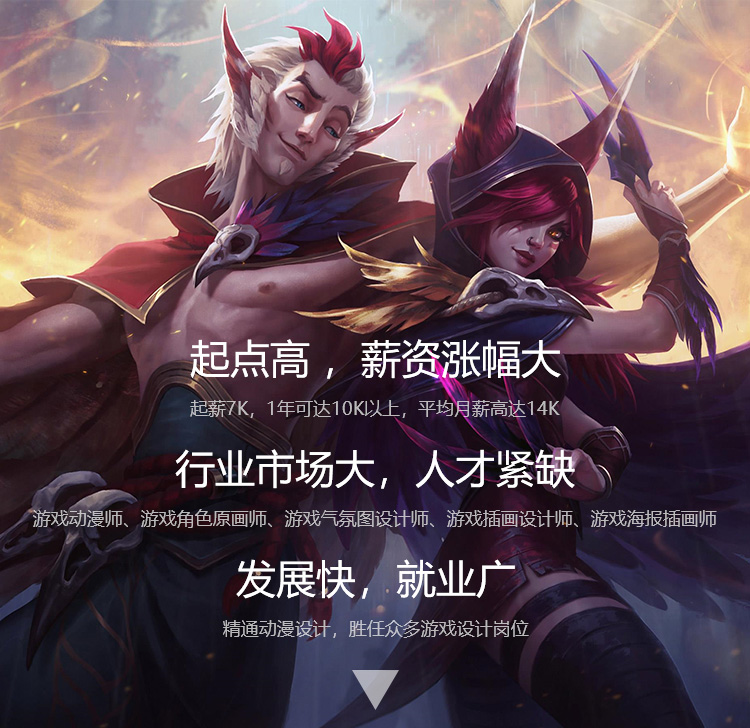 起点高 ，薪资涨幅大
起薪7K，1年可达10K以上，平均月薪高达14K
行业市场大，人才紧缺
游戏动漫师、游戏角色原画师、游戏气氛图设计师、游戏插画设计师、游戏海报插画师
发展快，就业广
精通动漫设计，胜任众多游戏设计岗位